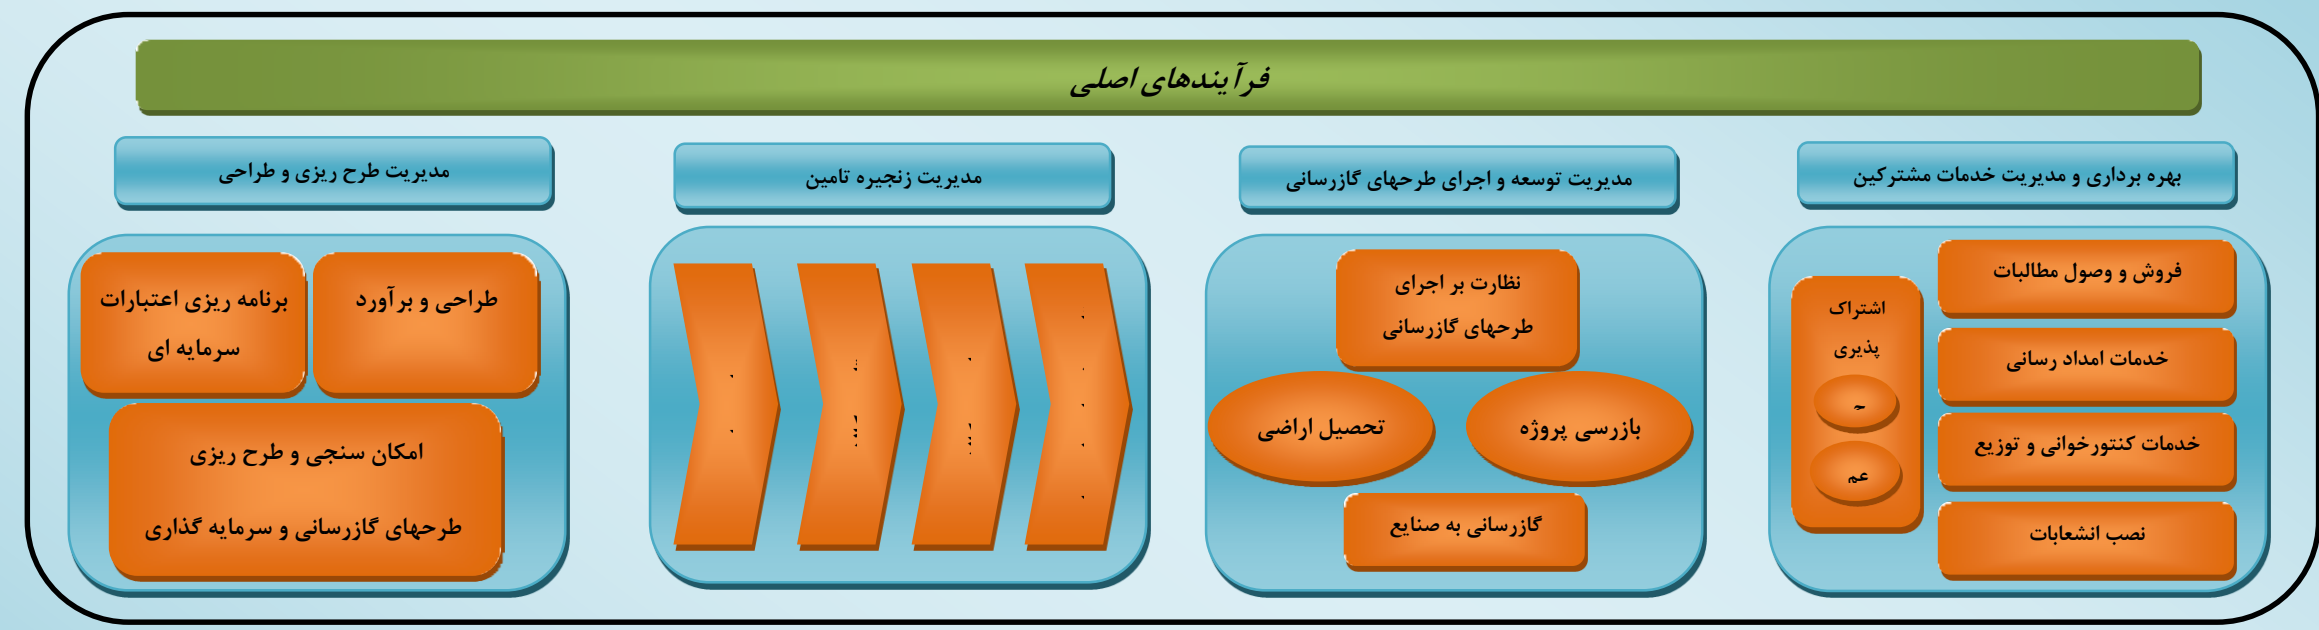 فرآیندهای اصلی
بهره برداری و مدیریت خدمات مشترکین
فروش و وصول مطالبات
خدمات امداد رسانی
خدمات کنتورخوانی و توزیع
نصب انشعابات
اشتراک
پذیری
عم
مدیریت توسعه و اجرای طرحهای گازرسانی
نظارت بر اجرای
طرحهای گازرسانی
بازرسی پروژه
تحصیل اراضی
گازرسانی به صنایع
مدیریت زنجیره تامین
مدیریت طرح ریزی و طراحی
طراحی و برآورد
برنامه ریزی اعتبارات
سرمایه ای
امکان سنجی و طرح ریزی
طرحهای گازرسانی و سرمایه گذاری